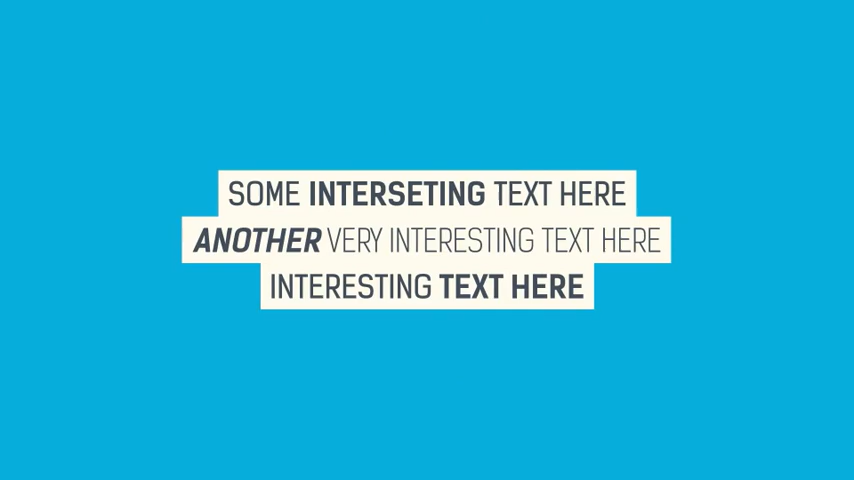 SOME INTERSETING TEXT HERE
ANOTHER VERY INTERESTING TEXT HERE
INTERESTING TEXT HERE